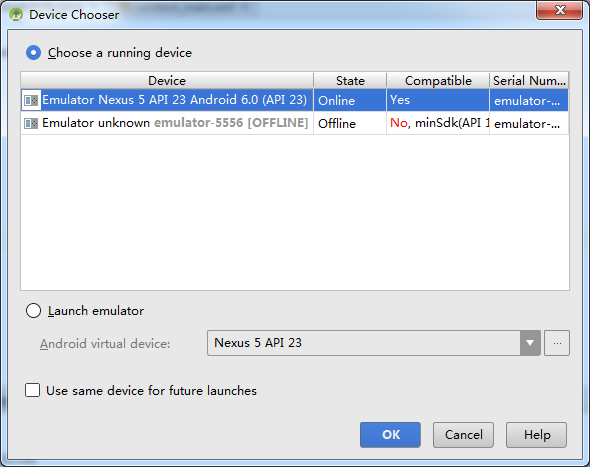 Device Chooser
Choose a running device
Device State Compatible Serial Num...
Emulator Nexus 5 API 23 Android 6.0 (API 23) Online Yes emulator-...
Emulator unknown emulator-5556 [OFFLINE] Offline No, minSdk(API 1 emulator-...
Launch emulator
Android virtual device: Nexus 5 API 23 ...
Use same device for future launches
OK Cancel Help